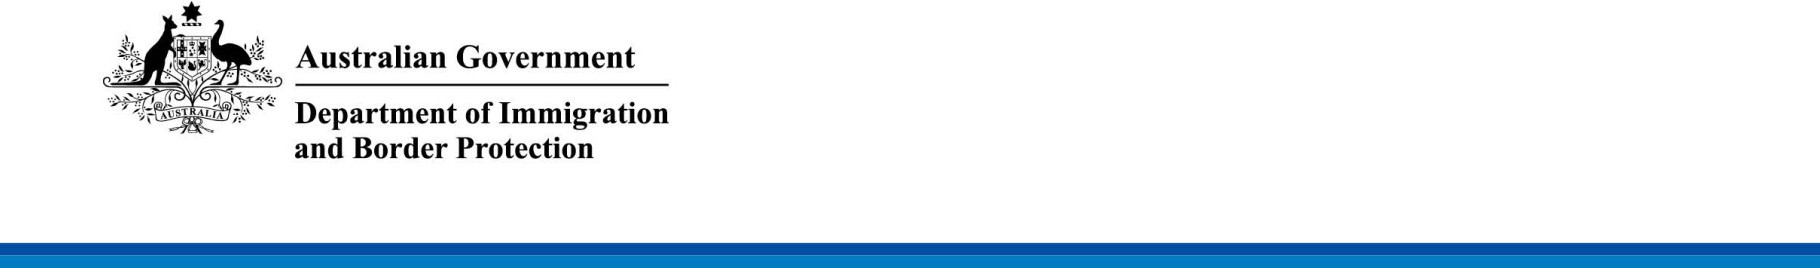 AUSTRALIA
Australian Government
Department of Immigration
and Border Protection